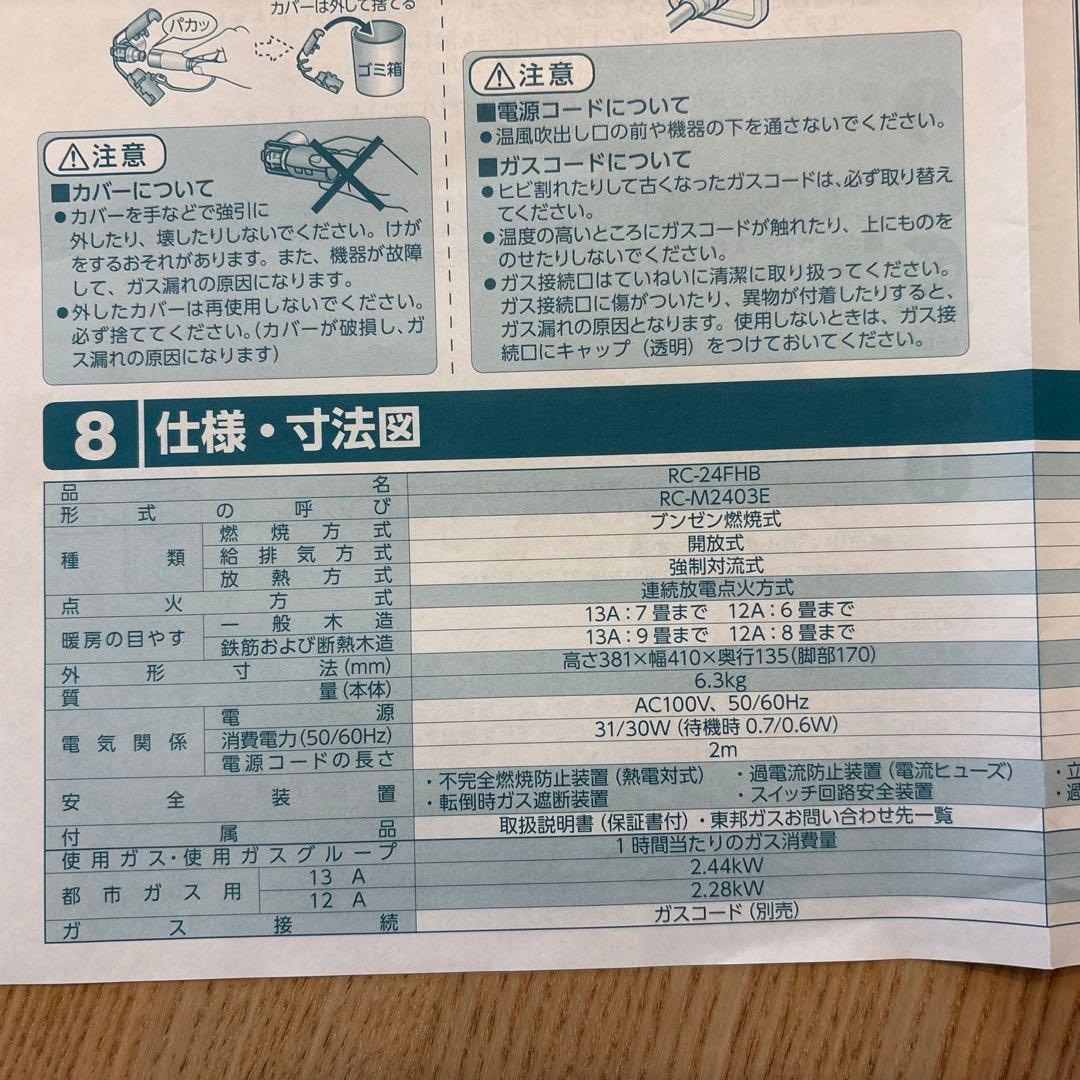 パカッ
カバーは外して捨てる
ゴミ箱
注意
■カバーについて
●カバーを手などで強引に
外したり、壊したりしないでください。けが
をするおそれがあります。また、機器が故障
して、ガス漏れの原因になります。
●外したカバーは再使用しないでください。
必ず捨ててください。(カバーが破損し、ガ
ス漏れの原因になります)
注意
■電源コードについて
●温風吹出し口の前や機器の下を通さないでください。
■ガスコードについて
●ヒビ割れたりして古くなったガスコードは、必ず取り替え
てください。
●温度の高いところにガスコードが触れたり、上にものを
のせたりしないでください。
●ガス接続口はていねいに清潔に取り扱ってください。
ガス接続口に傷がついたり、異物が付着したりすると、
ガス漏れの原因となります。使用しないときは、ガス接
続口にキャップ（透明）をつけておいてください。
8 仕様・寸法図
品名 RC-24FHB
形式の呼び RC-M2403E
種類 燃焼方式 ブンゼン燃焼式
給排気方式 開放式
放熱方式 強制対流式
点火方式 連続放電点火方式
暖房の目やす 一般木造 13A：7畳まで 12A：6畳まで
鉄筋および断熱木造 13A：9畳まで 12A：8畳まで
外形寸法(mm) 高さ381×幅410×奥行135(脚部170)
質量(本体) 6.3kg
電気関係 電源 AC100V、50/60Hz
消費電力(50/60Hz) 31/30W (待機時 0.7/0.6W)
電源コードの長さ 2m
安全装置 ・不完全燃焼防止装置(熱電対式) ・過電流防止装置(電流ヒューズ)
・転倒時ガス遮断装置 ・スイッチ回路安全装置
付属品 取扱説明書(保証書付)・東邦ガスお問い合わせ先一覧
使用ガス・使用ガスグループ 1時間当たりのガス消費量
都市ガス用 13A 2.44kW
12A 2.28kW
ガス接続 ガスコード(別売)